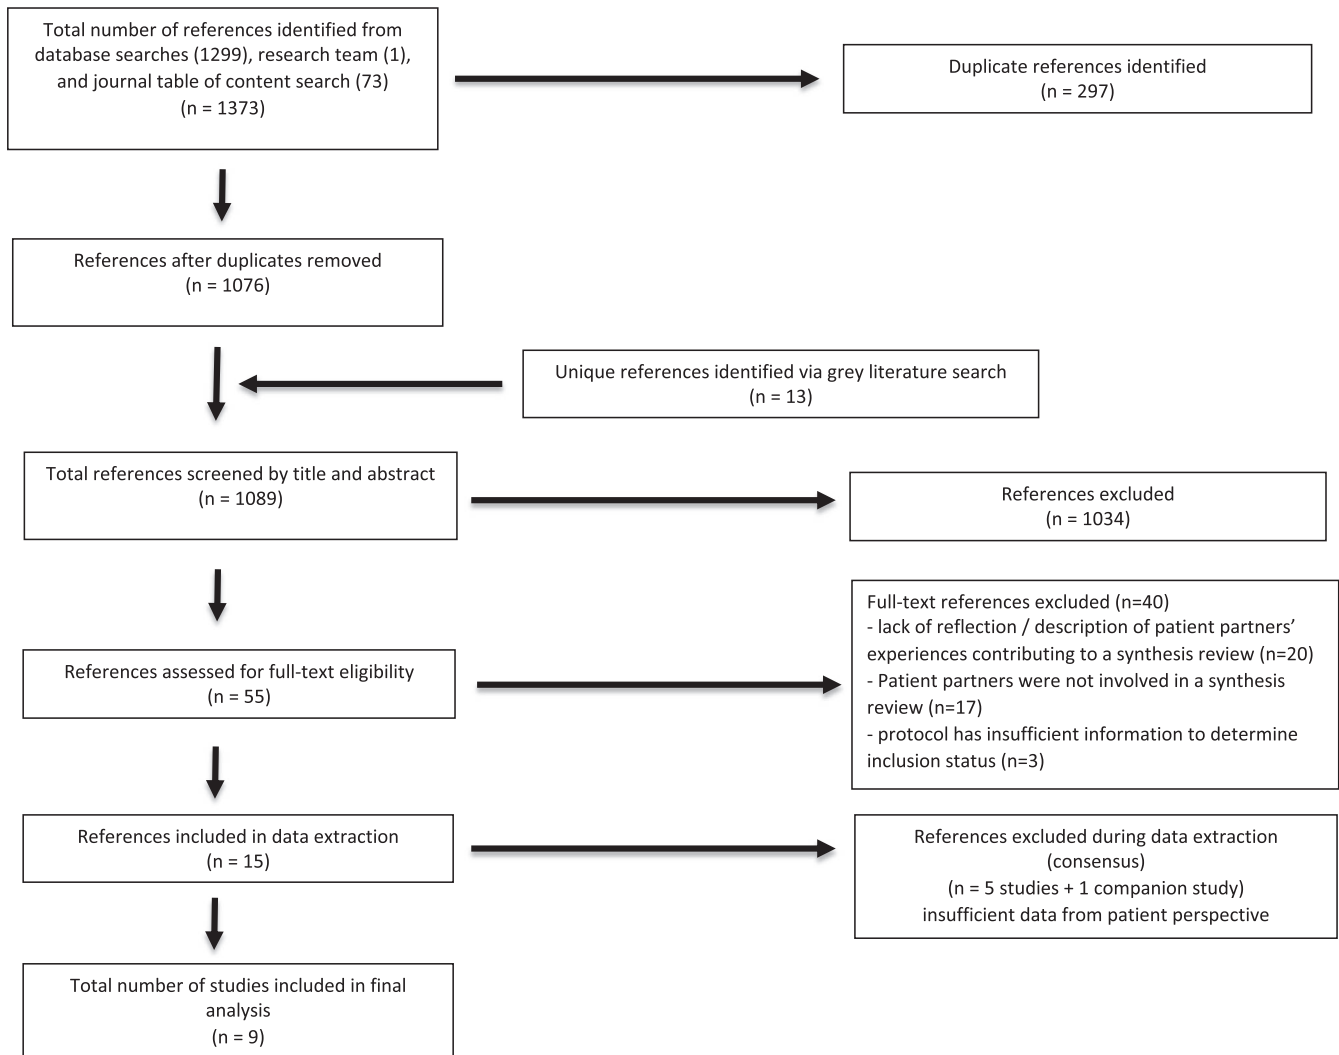 Total number of references identified from
database searches (1299), research team (1),
and journal table of content search (73)
(n = 1373)
Duplicate references identified
(n = 297)
References after duplicates removed
(n = 1076)
Unique references identified via grey literature search
(n = 13)
Total references screened by title and abstract
(n = 1089)
References excluded
(n = 1034)
References assessed for full-text eligibility
(n = 55)
Full-text references excluded (n=40)
- lack of reflection / description of patient partners’
experiences contributing to a synthesis review (n=20)
- Patient partners were not involved in a synthesis
review (n=17)
- protocol has insufficient information to determine
inclusion status (n=3)
References included in data extraction
(n = 15)
References excluded during data extraction
(consensus)
(n = 5 studies + 1 companion study)
insufficient data from patient perspective
Total number of studies included in final
analysis
(n = 9)